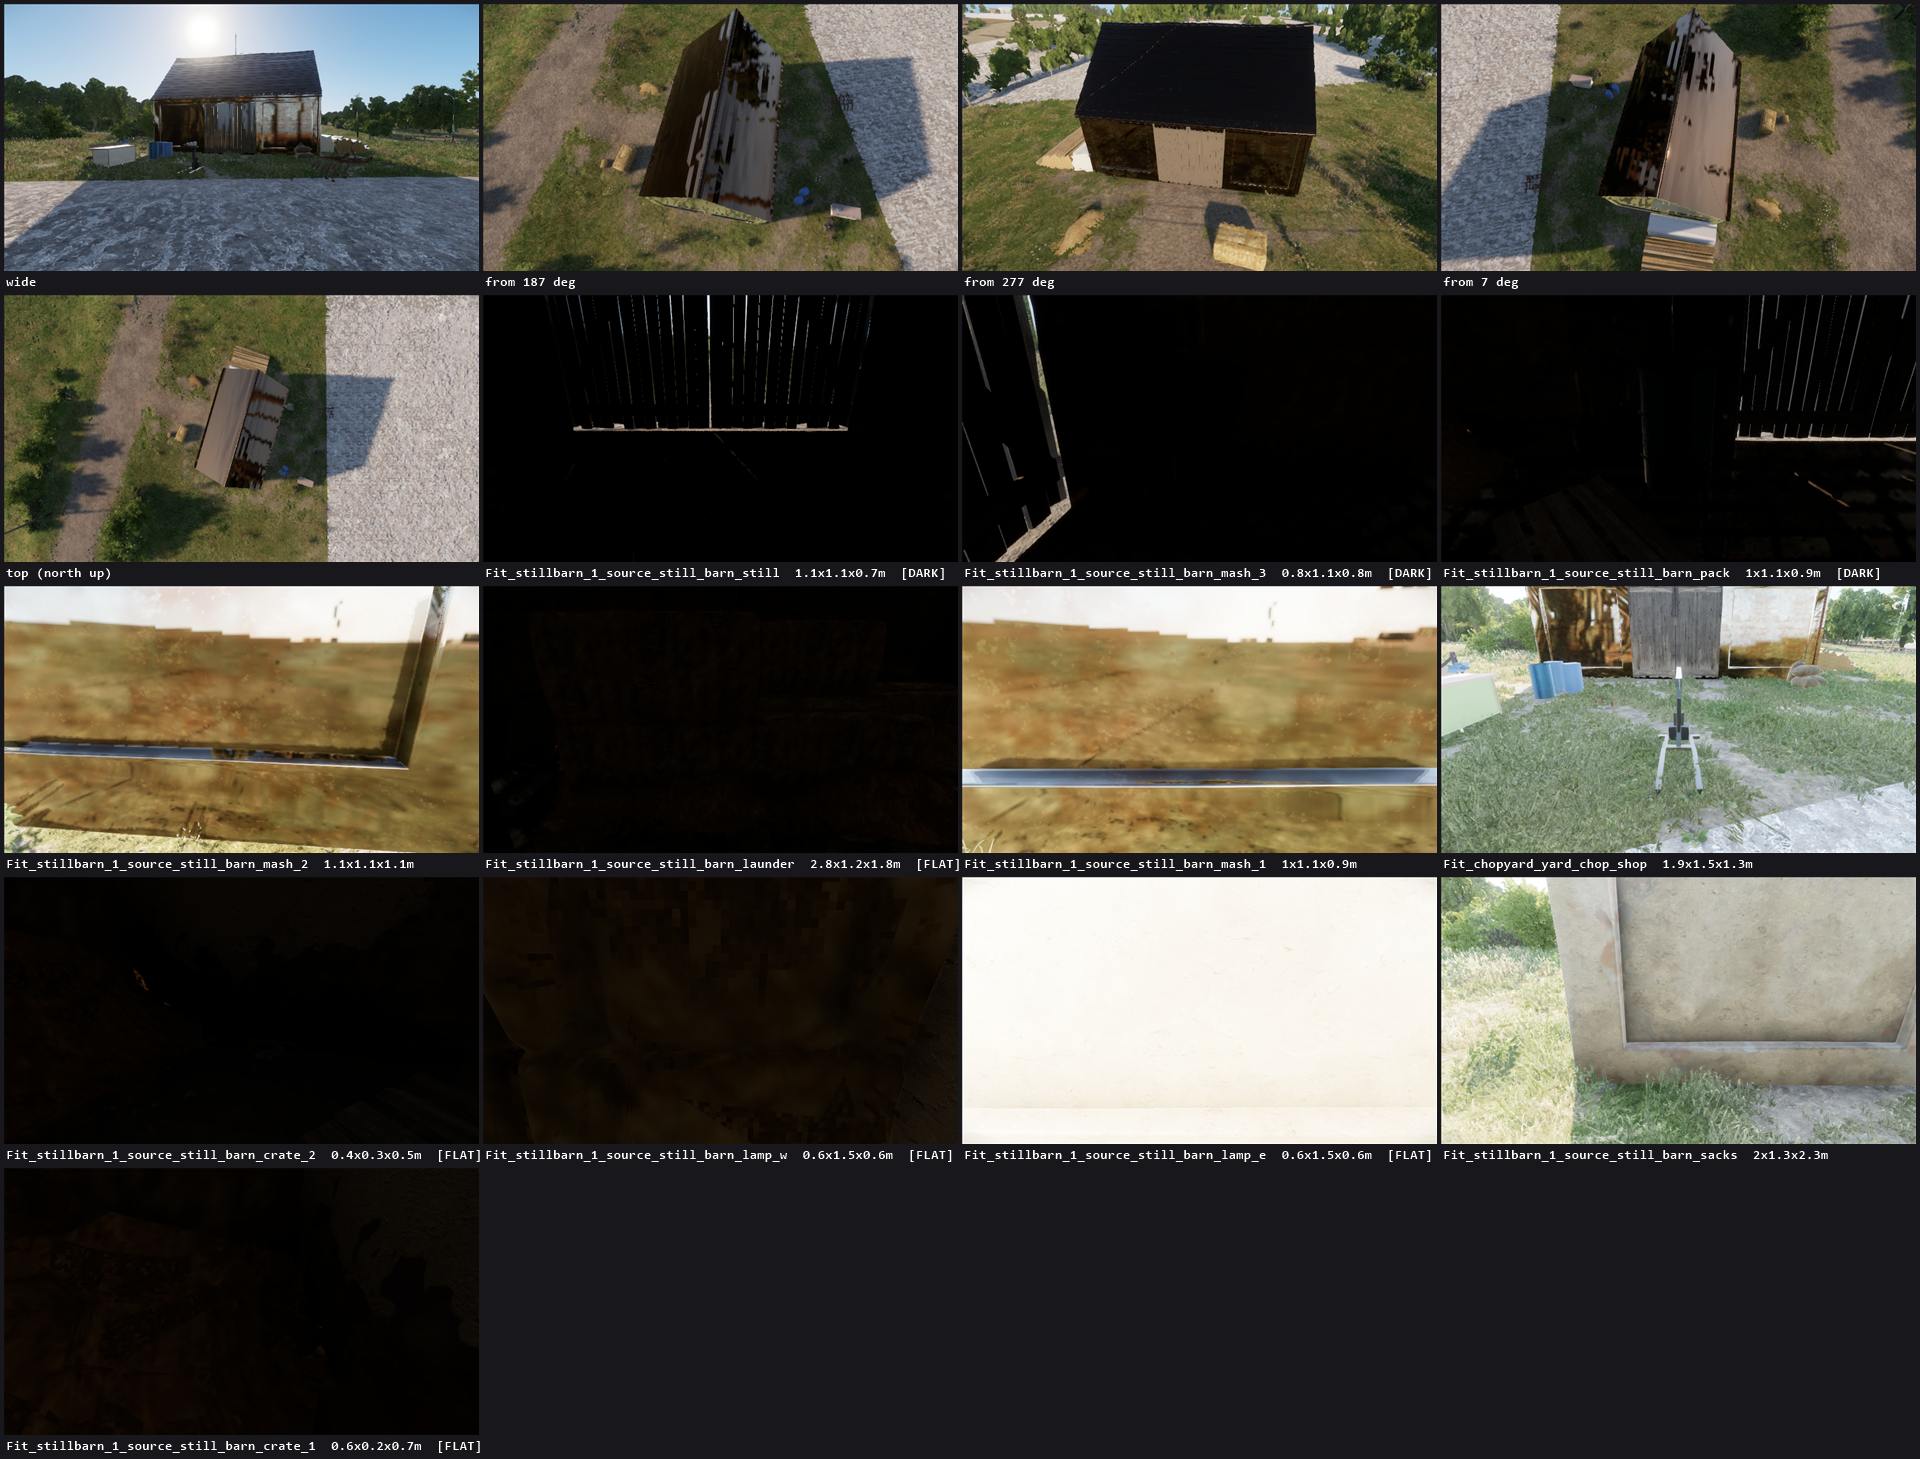 wide
from 187 deg
from 277 deg
from 7 deg
top (north up)
Fit_stillbarn_1_source_still_barn_still 1.1x1.1x0.7m [DARK]
Fit_stillbarn_1_source_still_barn_mash_3 0.8x1.1x0.8m [DARK]
Fit_stillbarn_1_source_still_barn_pack 1x1.1x0.9m [DARK]
Fit_stillbarn_1_source_still_barn_mash_2 1.1x1.1x1.1m
Fit_stillbarn_1_source_still_barn_launder 2.8x1.2x1.8m [FLAT]
Fit_stillbarn_1_source_still_barn_mash_1 1x1.1x0.9m
Fit_chopyard_yard_chop_shop 1.9x1.5x1.3m
Fit_stillbarn_1_source_still_barn_crate_2 0.4x0.3x0.5m [FLAT]
Fit_stillbarn_1_source_still_barn_lamp_w 0.6x1.5x0.6m [FLAT]
Fit_stillbarn_1_source_still_barn_lamp_e 0.6x1.5x0.6m [FLAT]
Fit_stillbarn_1_source_still_barn_sacks 2x1.3x2.3m
Fit_stillbarn_1_source_still_barn_crate_1 0.6x0.2x0.7m [FLAT]